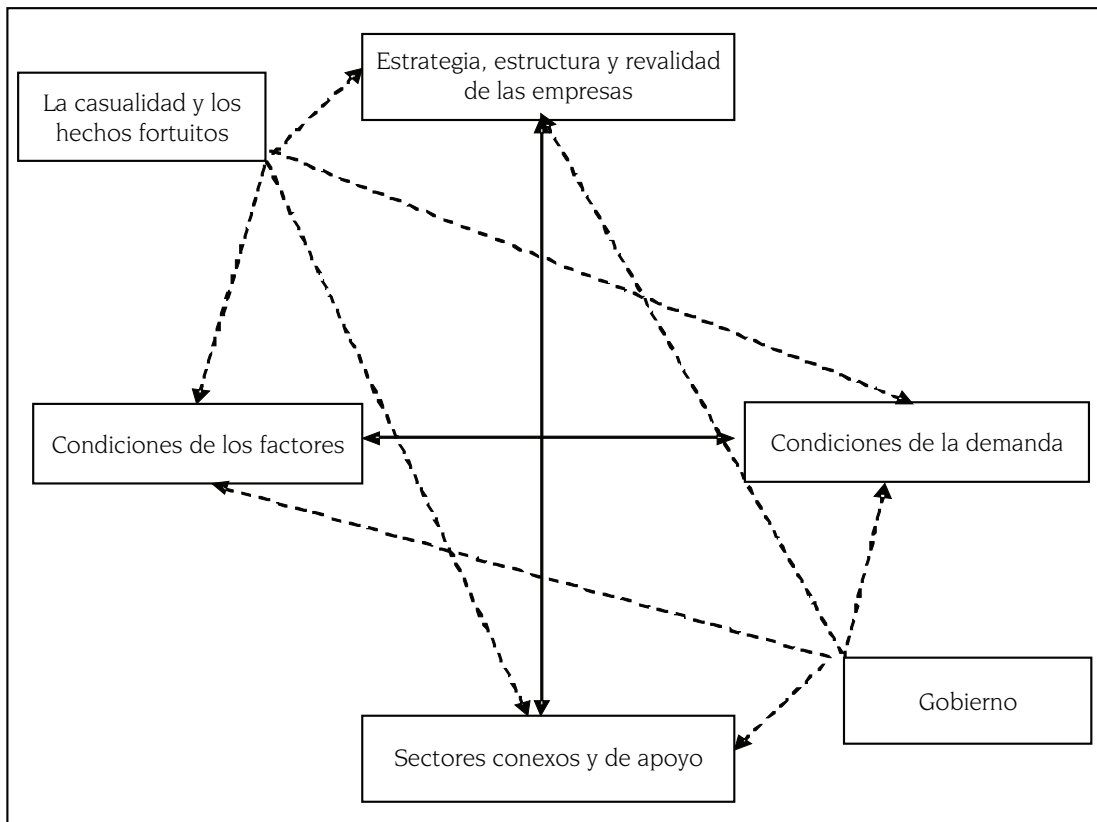 Estrategia, estructura y revalidad
de las empresas
La casualidad y los
hechos fortuitos
Condiciones de los factores
Condiciones de la demanda
Gobierno
Sectores conexos y de apoyo